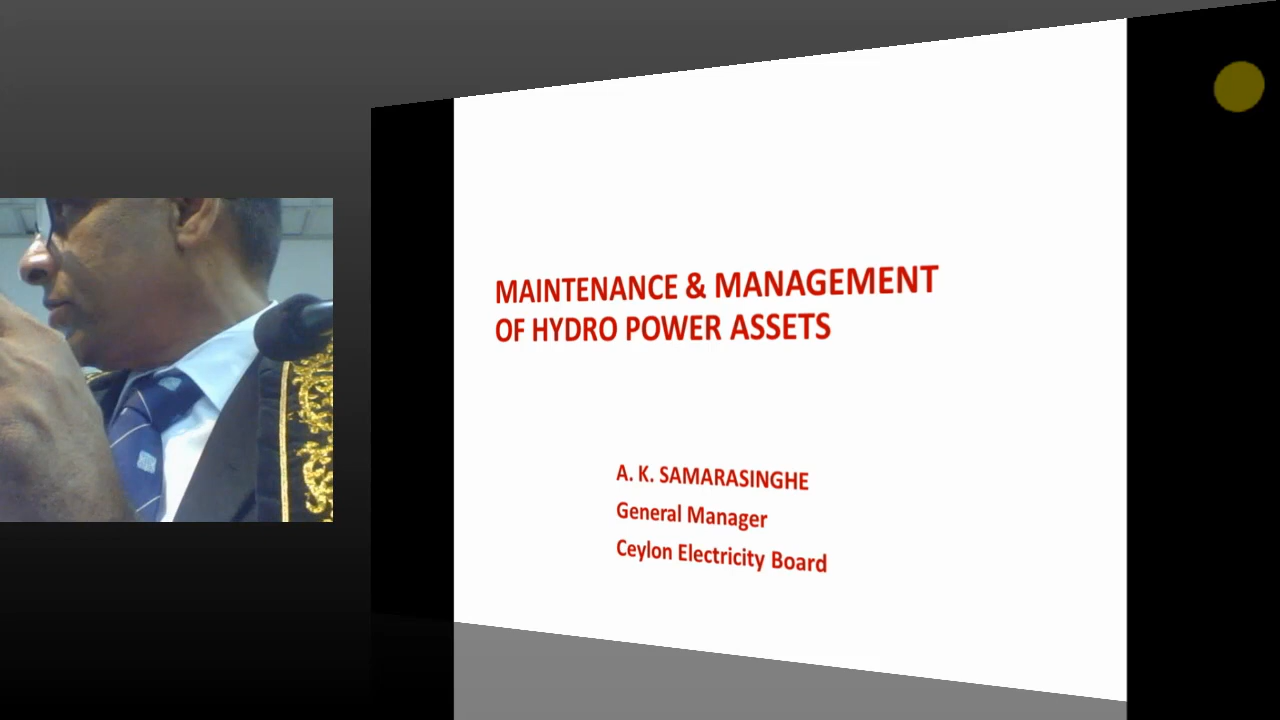 MAINTENANCE & MANAGEMENT
OF HYDRO POWER ASSETS
A. K. SAMARASINGHE
General Manager
Ceylon Electricity Board